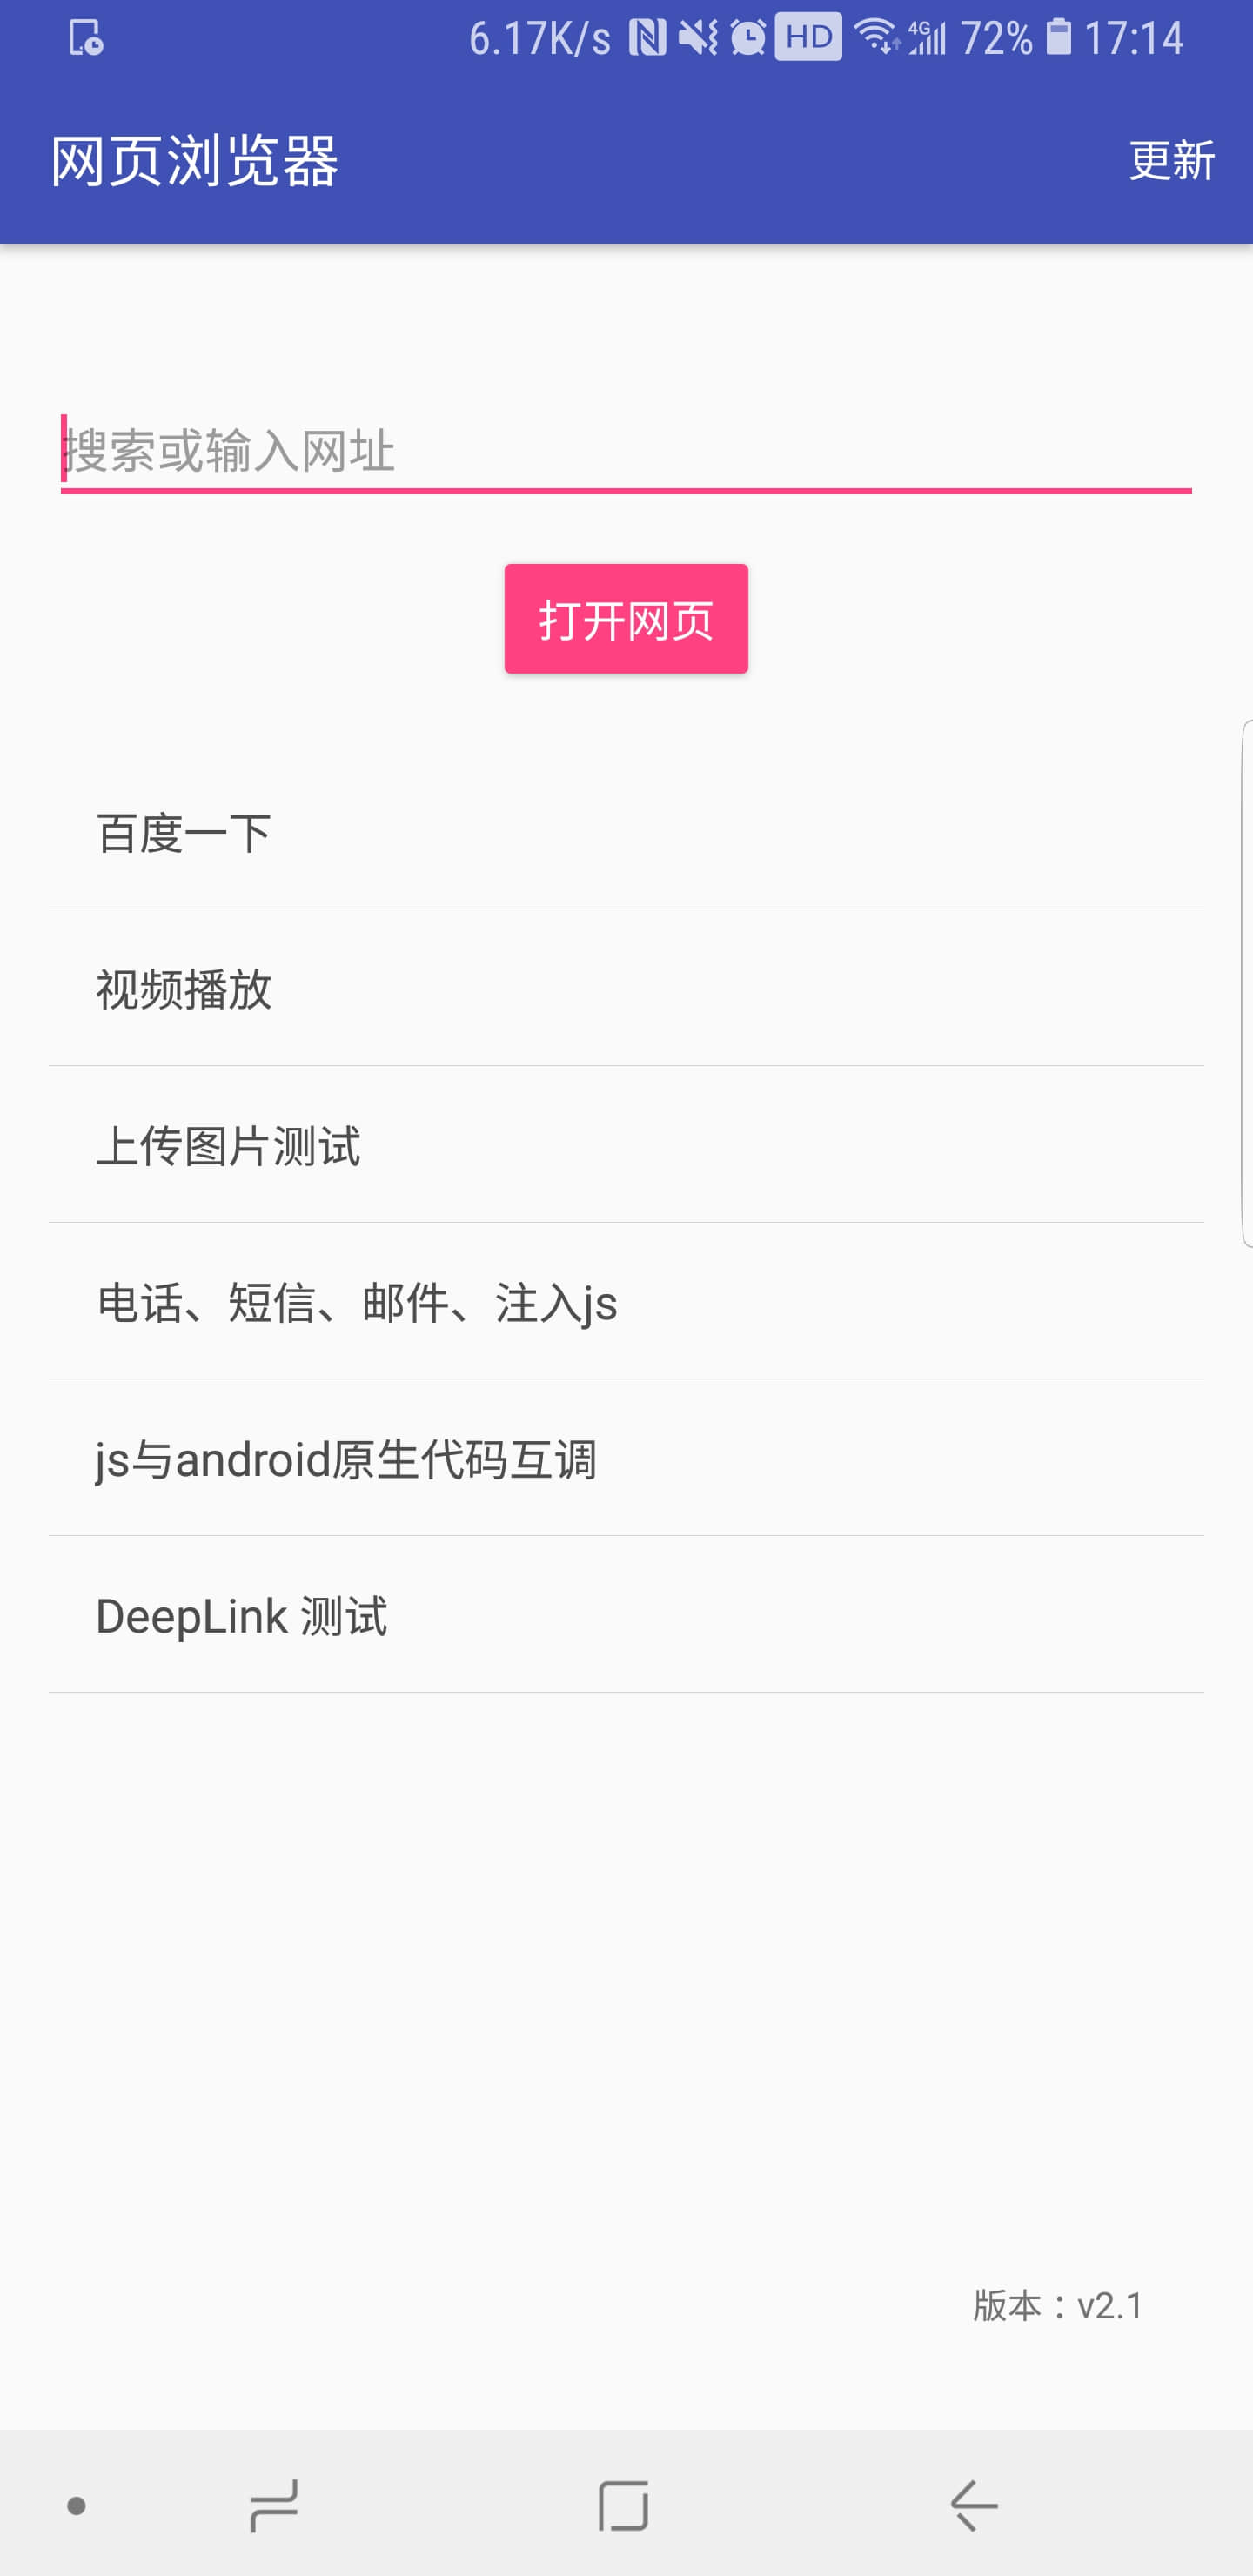 6.17K/s HD 4G 72% 17:14
网页浏览器 更新
搜索或输入网址
打开网页
百度一下
视频播放
上传图片测试
电话、短信、邮件、注入js
js与android原生代码互调
DeepLink 测试
版本：v2.1